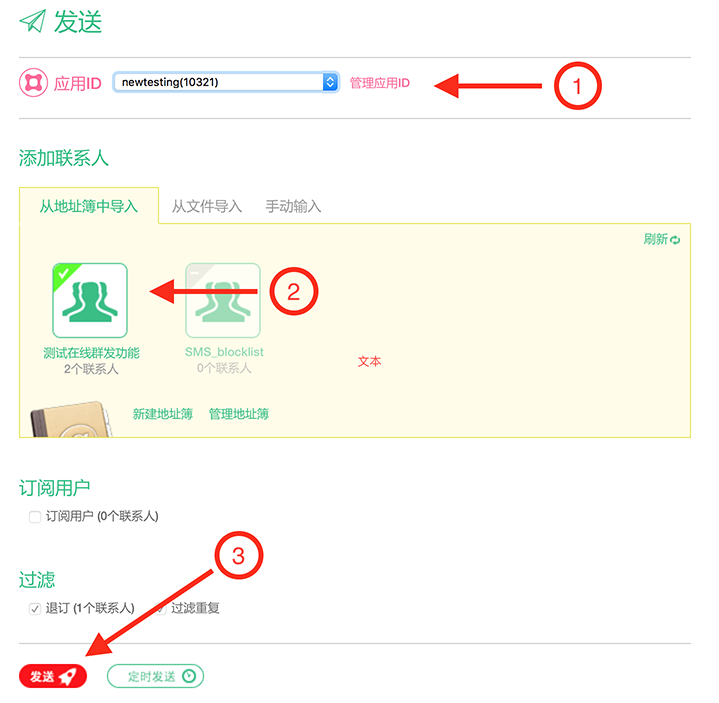 发送
应用ID newtesting(10321) 管理应用ID 1
添加联系人
从地址簿中导入 从文件导入 手动输入
刷新
2
测试在线群发功能 SMS_blocklist
2个联系人 0个联系人
文本
新建地址簿 管理地址簿
订阅用户
订阅用户 (0个联系人)
3
过滤
退订 (1个联系人) 过滤重复
发送 定时发送